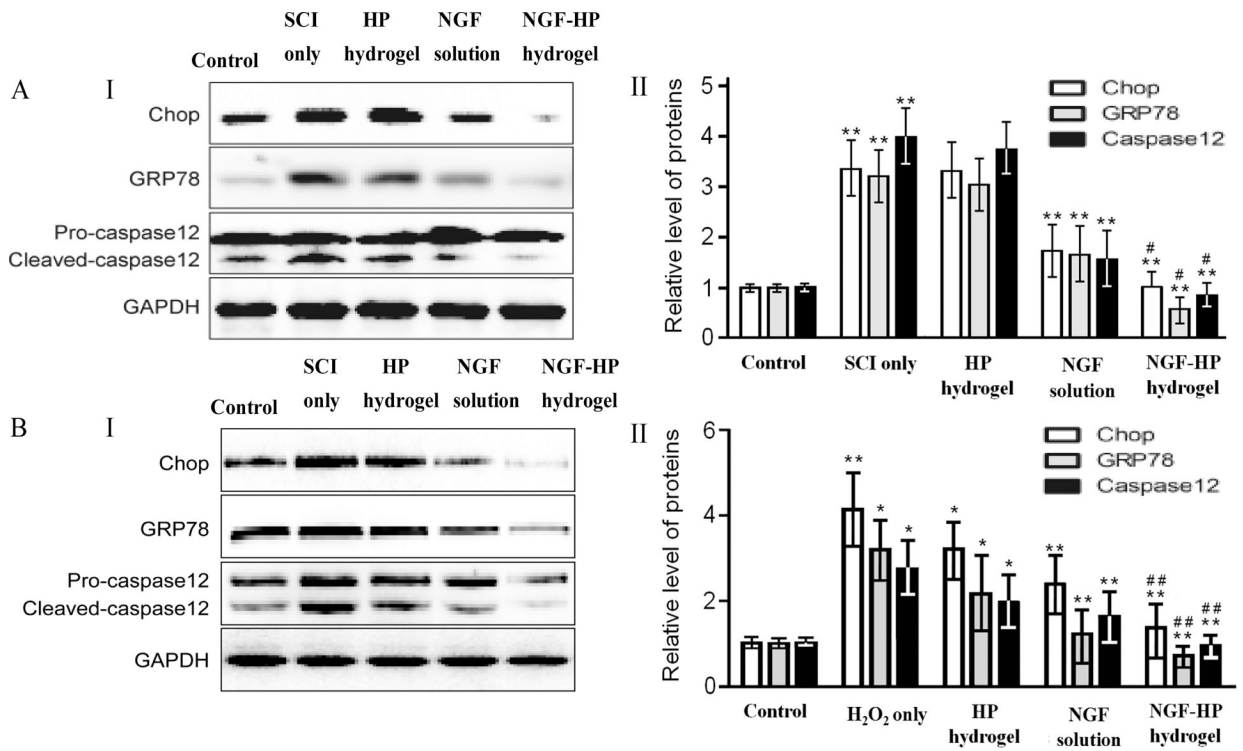 SCI HP NGF NGF-HP
Control only hydrogel solution hydrogel
A I
Chop
GRP78
Pro-caspase12
Cleaved-caspase12
GAPDH
II
Relative level of proteins
5
4
3
2
1
0
Chop
GRP78
Caspase12
** ** **
** ** **
# # #
** ** **
Control SCI only HP NGF NGF-HP
hydrogel solution hydrogel
SCI HP NGF NGF-HP
Control only hydrogel solution hydrogel
B I
Chop
GRP78
Pro-caspase12
Cleaved-caspase12
GAPDH
II
Relative level of proteins
6
4
2
0
Chop
GRP78
Caspase12
** * *
* * *
** ** **
## ## ##
** ** **
Control H₂O₂ only HP NGF NGF-HP
hydrogel solution hydrogel